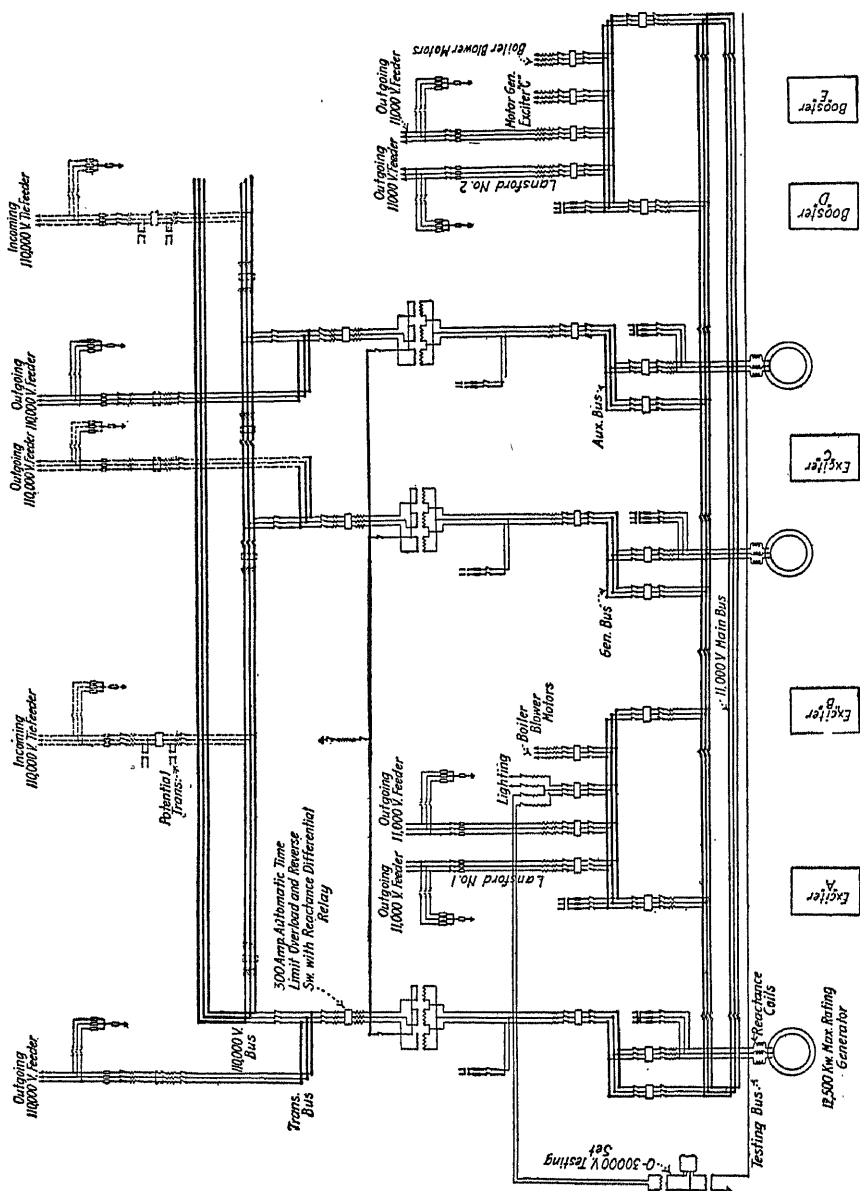 Incoming
110,000 V. Tie Feeder
Outgoing
110,000 V. Feeder
Outgoing
110,000 V. Feeder
Incoming
110,000 V. Tie Feeder
Outgoing
110,000 V. Feeder
Potential
Trans.
110,000 V.
Bus
Trans.
Bus
300 Amp. Automatic Time
Limit Overload and Reverse
Sw. with Reactance Differential
Relay
Boiler Blower Motors
Outgoing
11,000 V. Feeder
Motor Gen.
Exciter "C"
Outgoing
11,000 V. Feeder
Lansford No. 2
Aux. Bus
Gen. Bus
Boiler
Blower
Motors
Lighting
Outgoing
11,000 V. Feeder
Outgoing
11,000 V. Feeder
Lansford No. 1
11,000 V. Main Bus
Reactance
Coils
12,500 Kw. Max. Rating
Generator
Testing Bus
0-30000 V. Testing
Set
Booster
"E"
Booster
"D"
Exciter
"C"
Exciter
"B"
Exciter
"A"